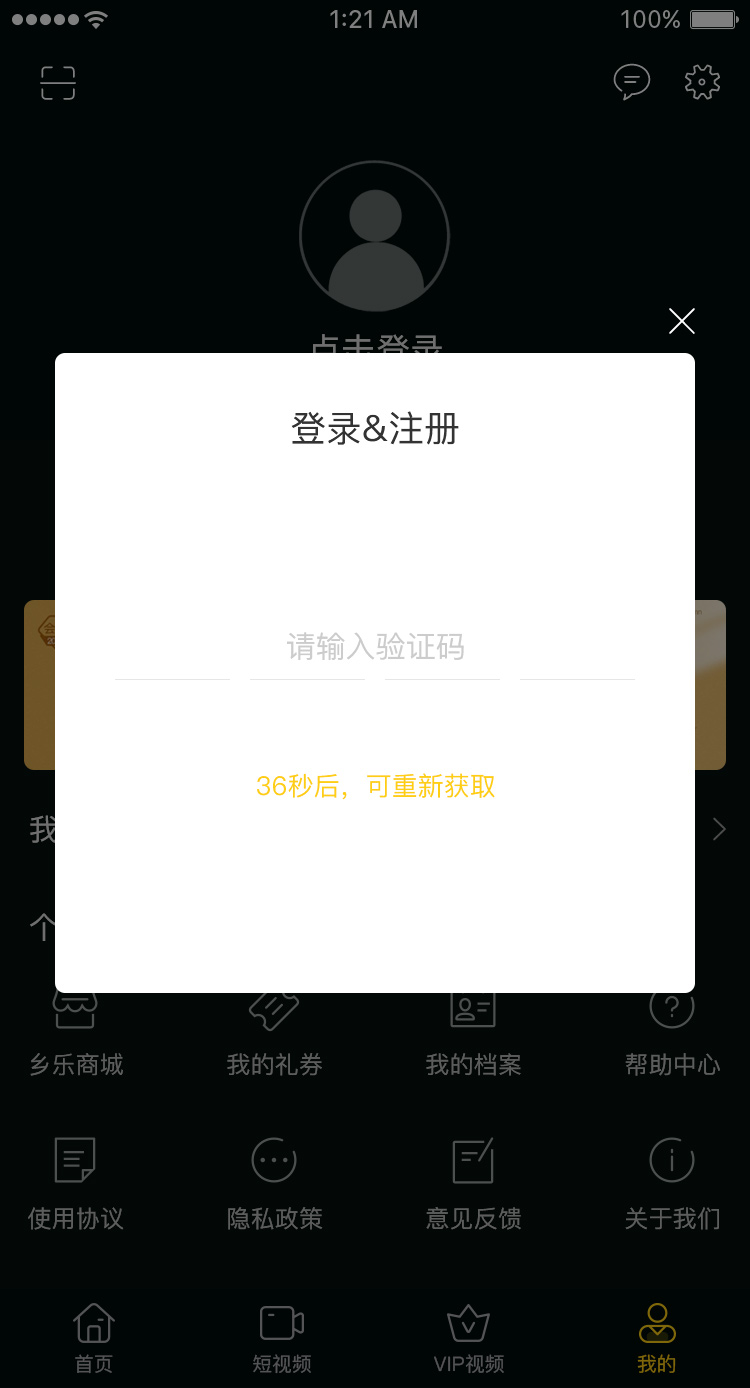 1:21 AM
100%
点击登录
登录&注册
请输入验证码
36秒后，可重新获取
我
个
乡乐商城
我的礼券
我的档案
帮助中心
使用协议
隐私政策
意见反馈
关于我们
首页
短视频
VIP视频
我的